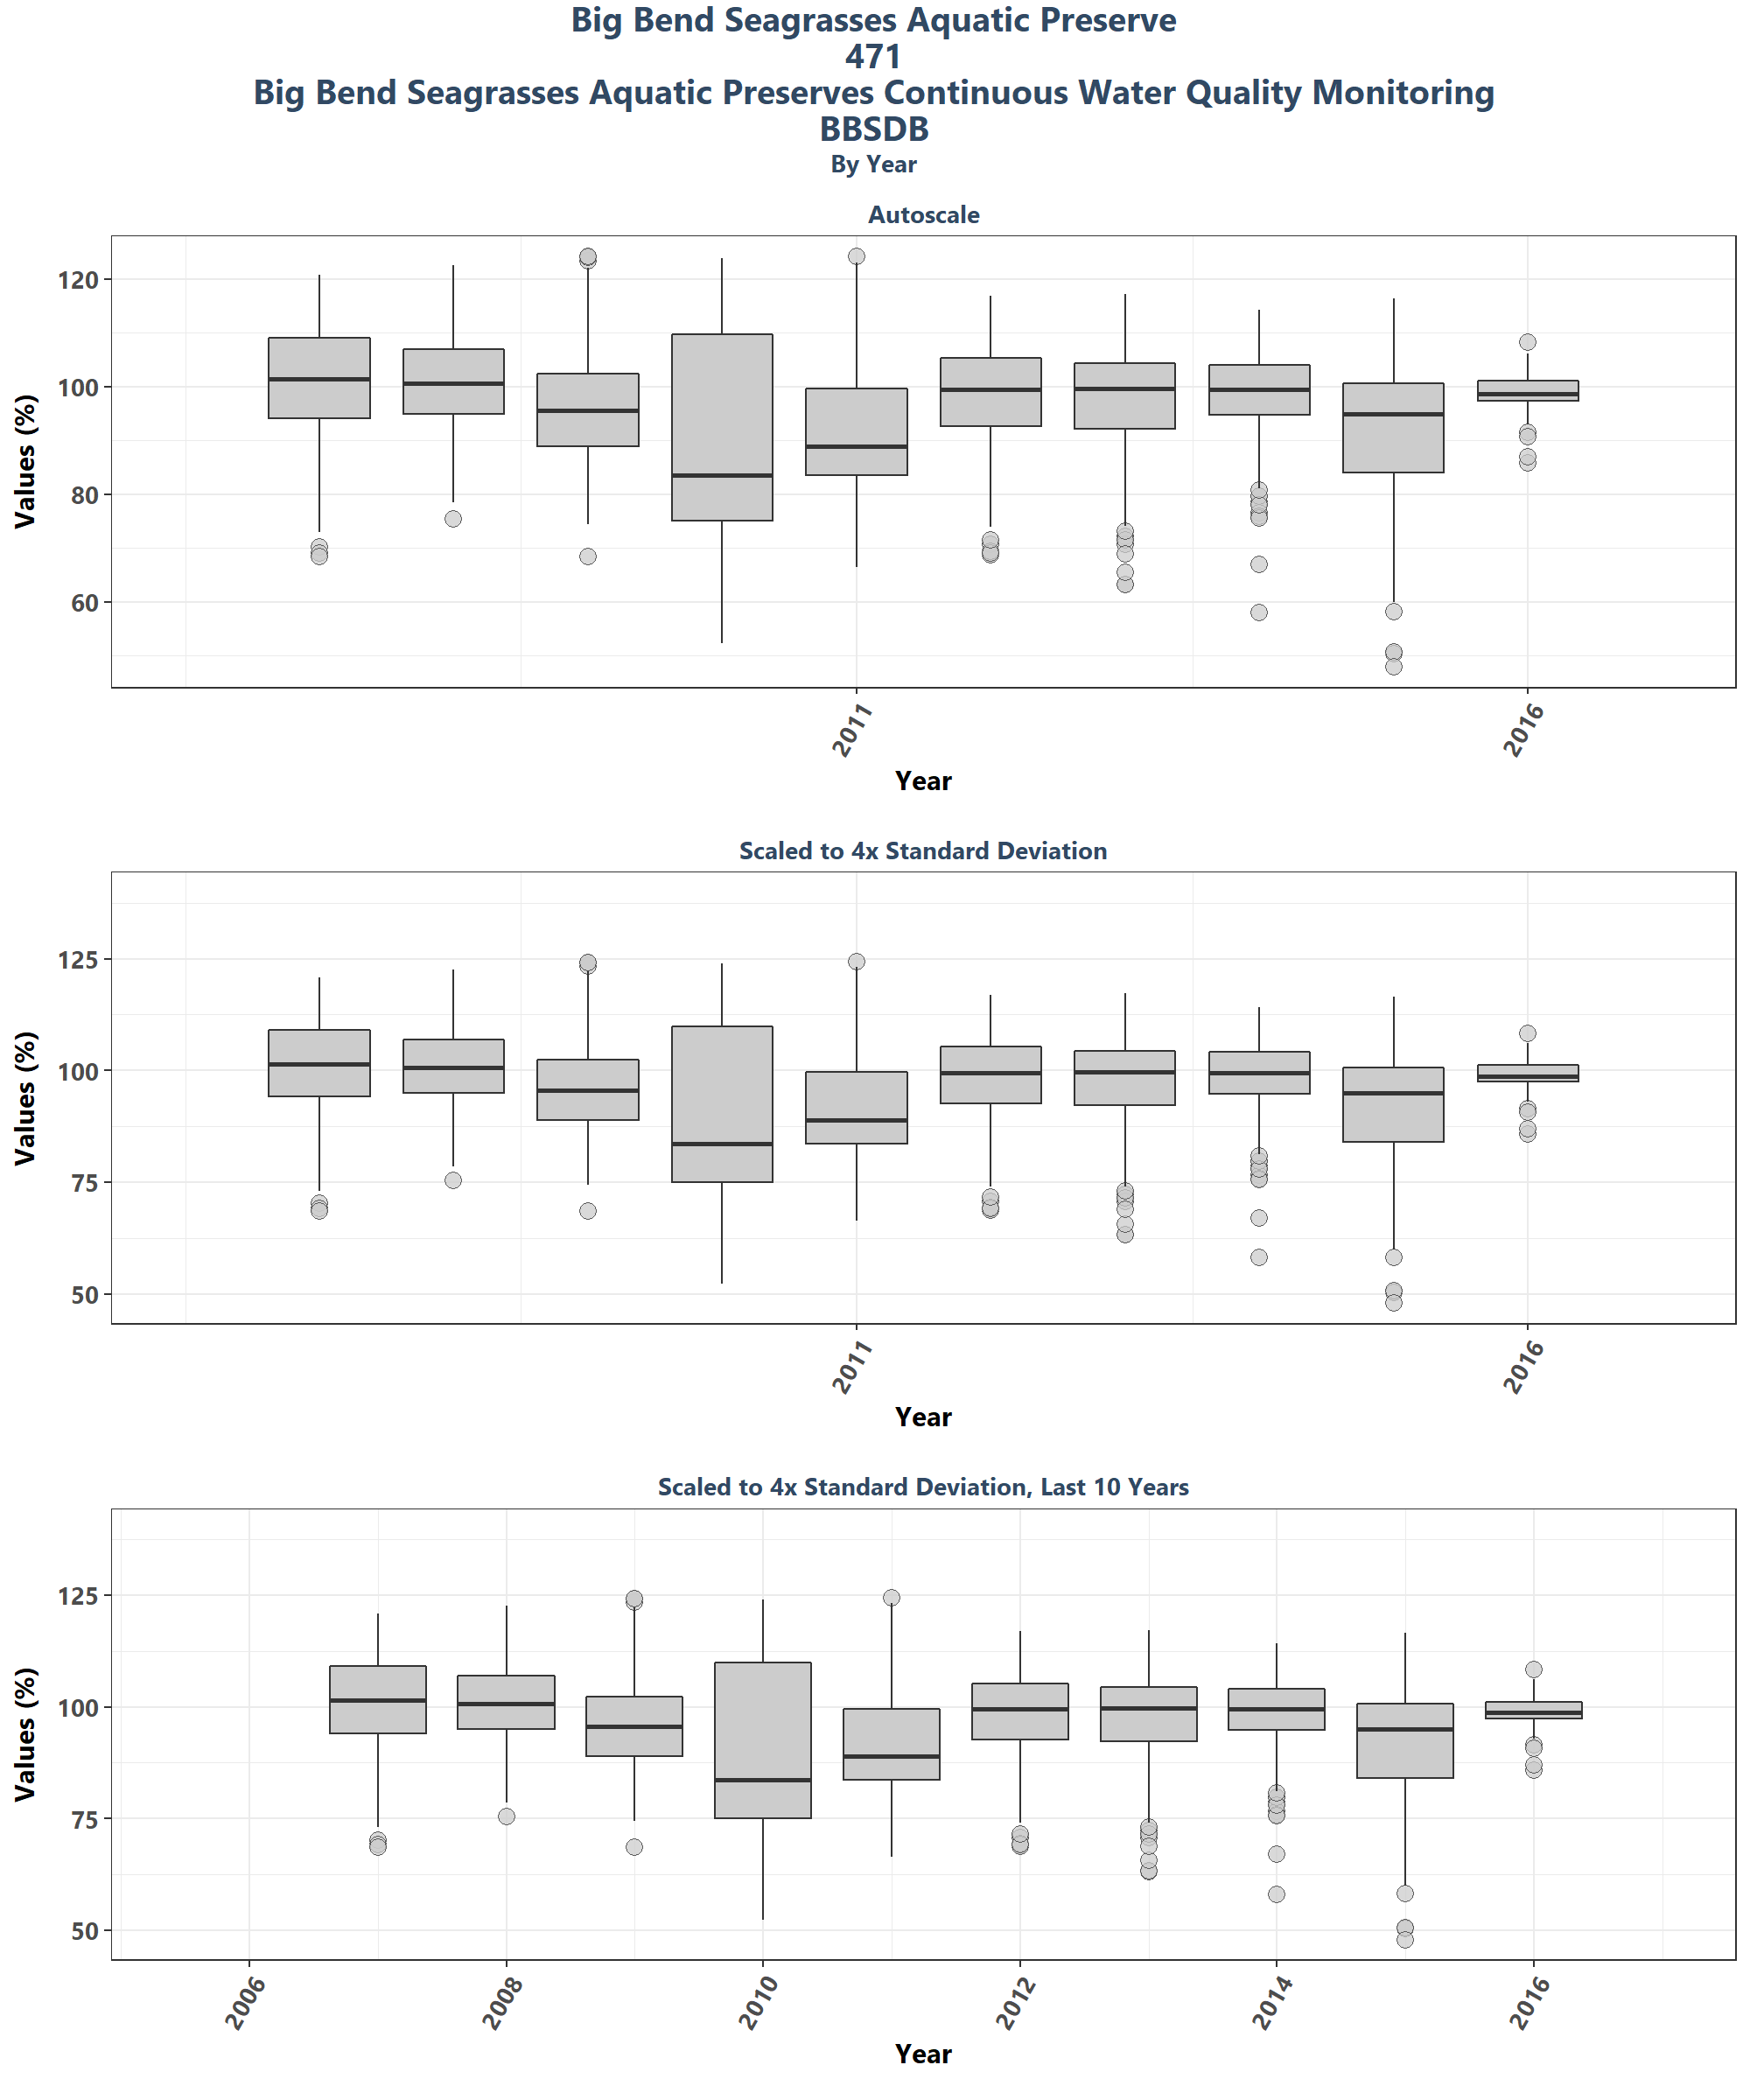 Big Bend Seagrasses Aquatic Preserve
471
Big Bend Seagrasses Aquatic Preserves Continuous Water Quality Monitoring
BBSDB
By Year
Autoscale
Values (%)
120
100
80
60
2011
2016
Year
Scaled to 4x Standard Deviation
Values (%)
125
100
75
50
2011
2016
Year
Scaled to 4x Standard Deviation, Last 10 Years
Values (%)
125
100
75
50
2006
2008
2010
2012
2014
2016
Year